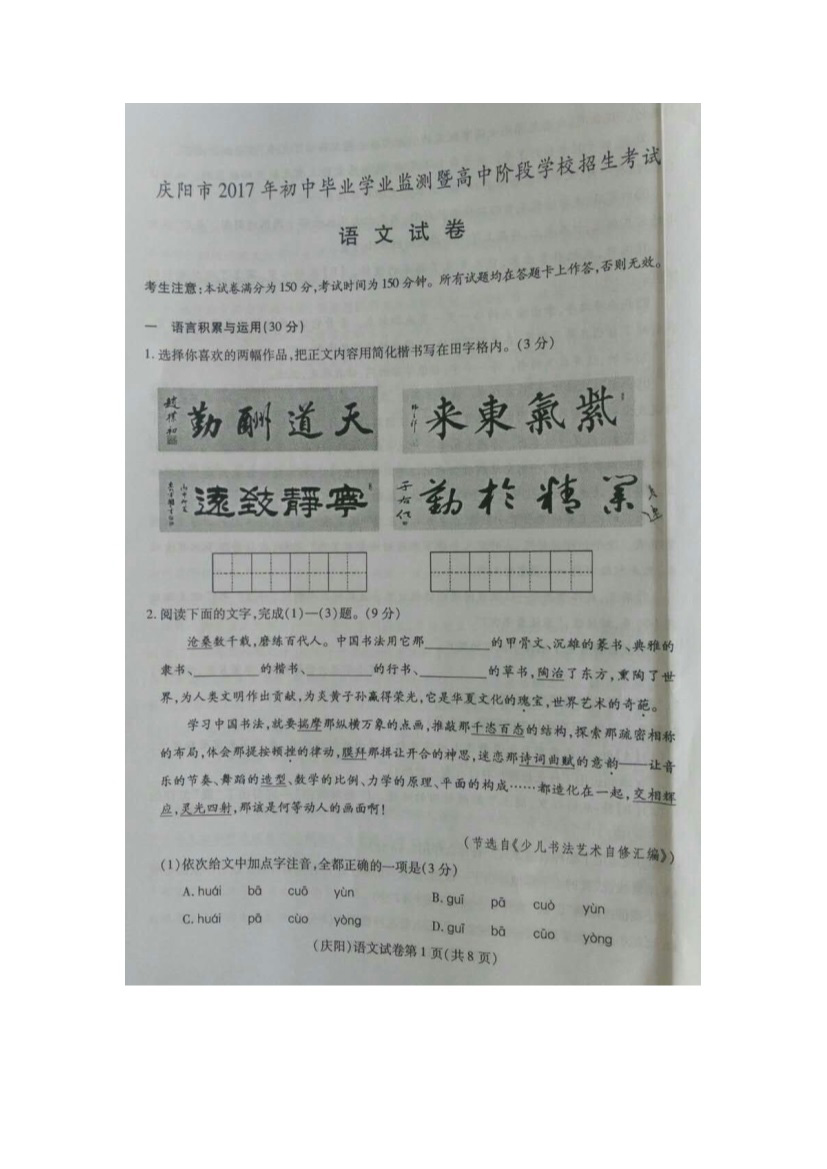 庆阳市2017年初中毕业学业监测暨高中阶段学校招生考试
语文试卷
考生注意:本试卷满分为150分,考试时间为150分钟。所有试题均在答题卡上作答,否则无效。
一 语言积累与运用(30分)
1.选择你喜欢的两幅作品,把正文内容用简化楷书写在田字格内。(3分)
勤酬道天 赵朴初
来東氣紫
遠致靜寧
勤於精業
2.阅读下面的文字,完成(1)—(3)题。(9分)
沧桑数千载,磨练百代人。中国书法用它那________的甲骨文、沉雄的篆书、典雅的
隶书、________的楷书、________的行书、________的草书,陶冶了东方,熏陶了世
界,为人类文明作出贡献,为炎黄子孙赢得荣光,它是华夏文化的瑰宝,世界艺术的奇葩。
学习中国书法,就要揣摩那纵横万象的点画,推敲那千恣百态的结构,探索那疏密相称
的布局,体会那提按顿挫的律动,膜拜那揖让开合的神思,迷恋那诗词曲赋的意韵——让音
乐的节奏、舞蹈的造型、数学的比例、力学的原理、平面的构成……都造化在一起,交相辉
应,灵光四射,那该是何等动人的画面啊!
(节选自《少儿书法艺术自修汇编》)
(1)依次给文中加点字注音,全都正确的一项是(3分)
A. huái bā cuō yùn B. guī pā cuò yùn
C. huái pā cùo yòng D. guī bā cūo yòng
(庆阳)语文试卷第1页(共8页)